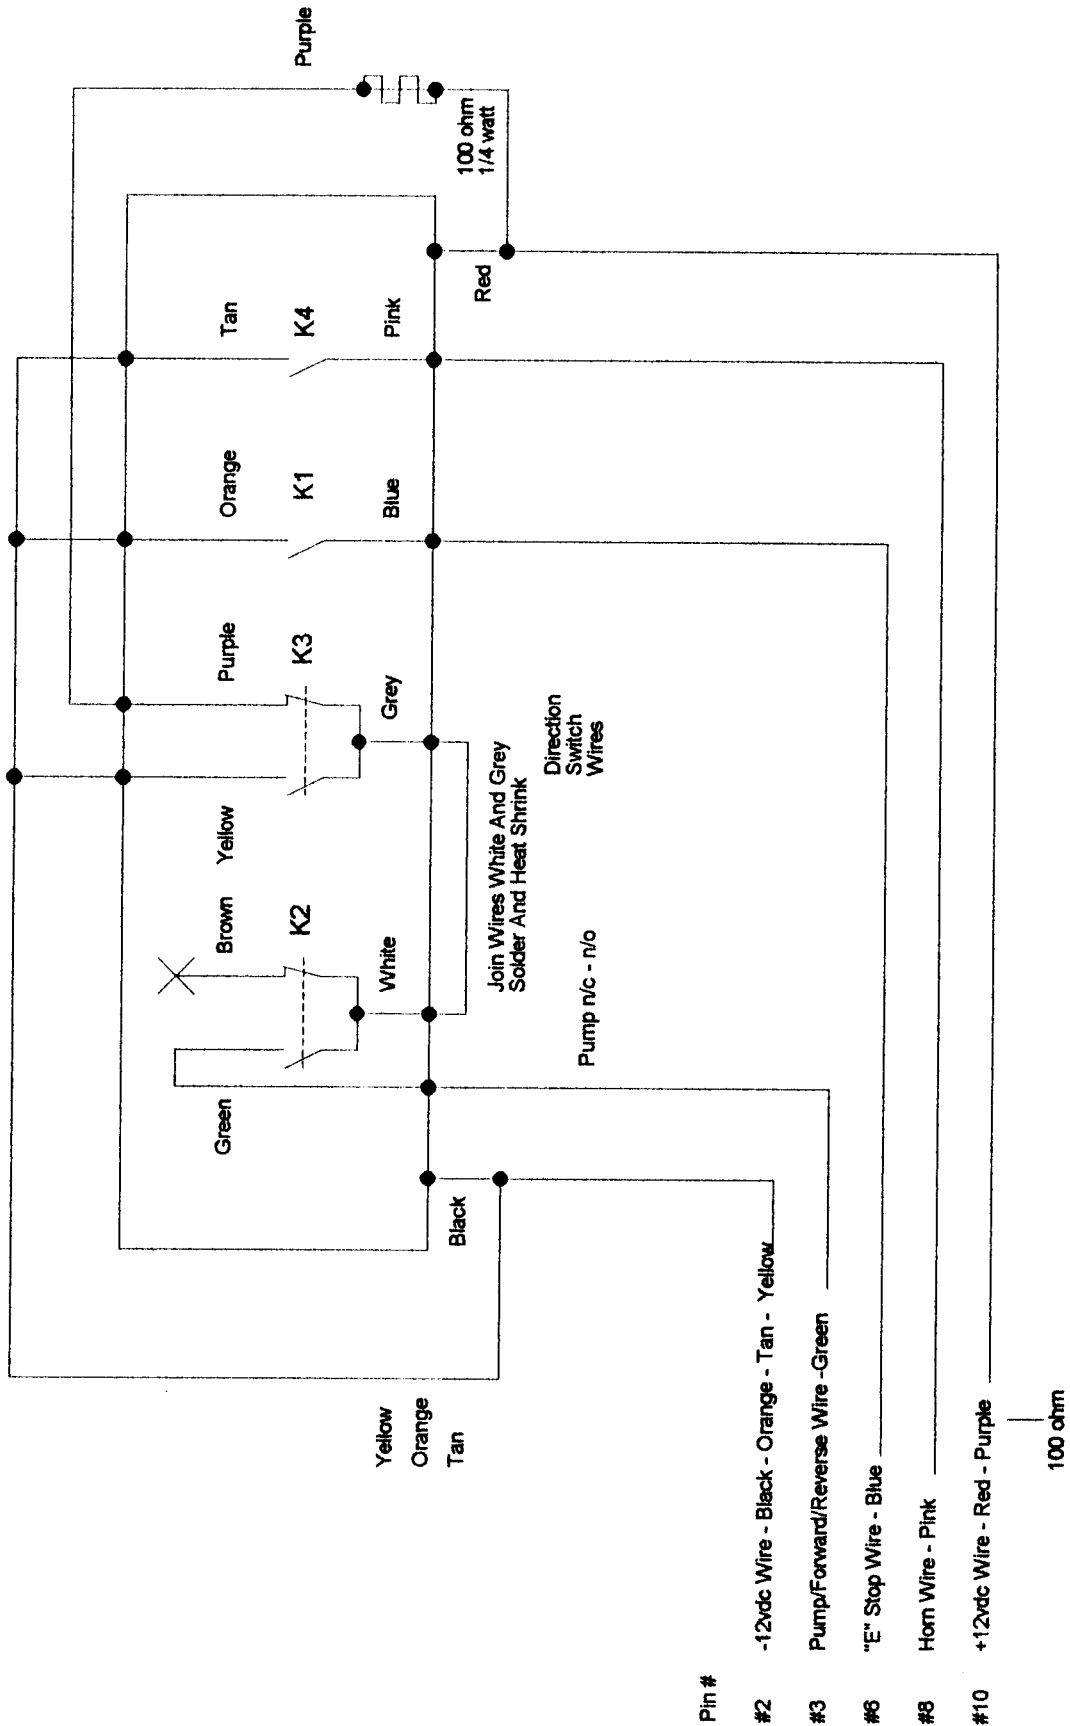 Purple
100 ohm
1/4 watt
Tan
K4
Pink
Red
Orange
K1
Blue
Purple
K3
Grey
Yellow
Brown
K2
White
Green
Black
Join Wires White And Grey
Solder And Heat Shrink
Direction
Switch
Wires
Pump n/c - n/o
Yellow
Orange
Tan
Pin #
#2 -12vdc Wire - Black - Orange - Tan - Yellow
#3 Pump/Forward/Reverse Wire -Green
#6 "E" Stop Wire - Blue
#8 Horn Wire - Pink
#10 +12vdc Wire - Red - Purple
100 ohm